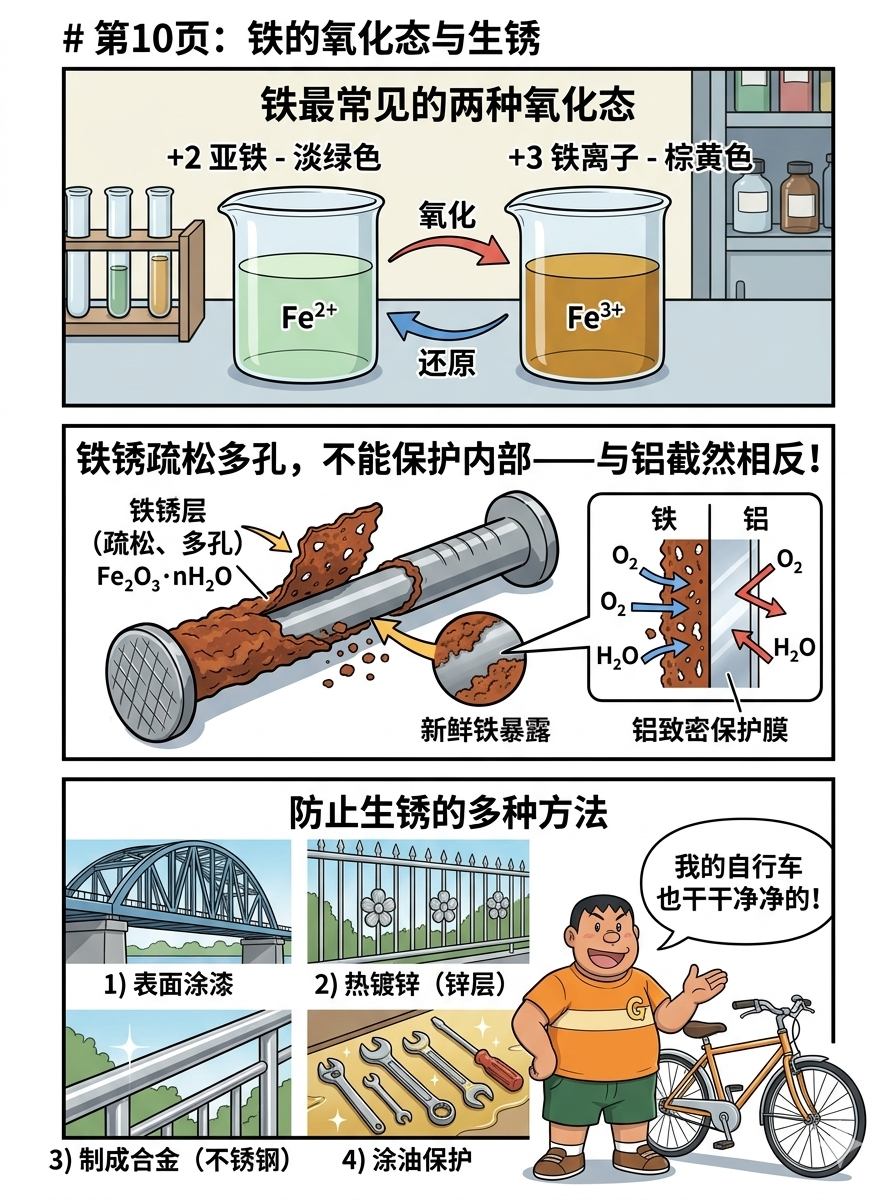 # 第10页：铁的氧化态与生锈
铁最常见的两种氧化态
+2 亚铁 - 淡绿色
+3 铁离子 - 棕黄色
氧化
Fe²⁺
Fe³⁺
还原
铁锈疏松多孔，不能保护内部——与铝截然相反！
铁锈层
（疏松、多孔）
Fe₂O₃·nH₂O
新鲜铁暴露
铁
铝
O₂
O₂
O₂
H₂O
H₂O
铝致密保护膜
防止生锈的多种方法
我的自行车
也干干净净的！
1) 表面涂漆
2) 热镀锌（锌层）
G
3) 制成合金（不锈钢）
4) 涂油保护